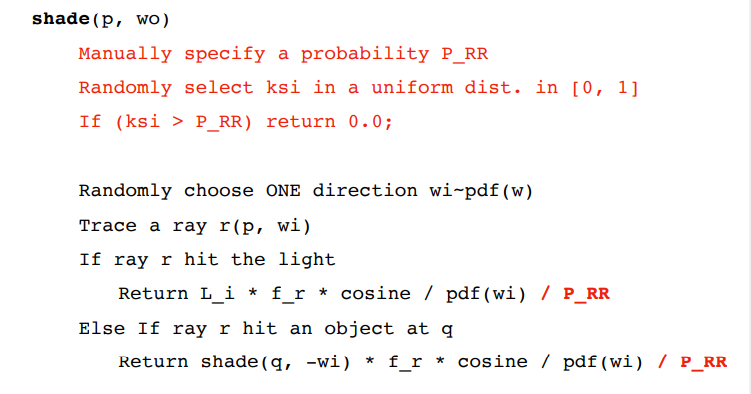 shade(p, wo)
Manually specify a probability P_RR
Randomly select ksi in a uniform dist. in [0, 1]
If (ksi > P_RR) return 0.0;
Randomly choose ONE direction wi~pdf(w)
Trace a ray r(p, wi)
If ray r hit the light
Return L_i * f_r * cosine / pdf(wi) / P_RR
Else If ray r hit an object at q
Return shade(q, -wi) * f_r * cosine / pdf(wi) / P_RR